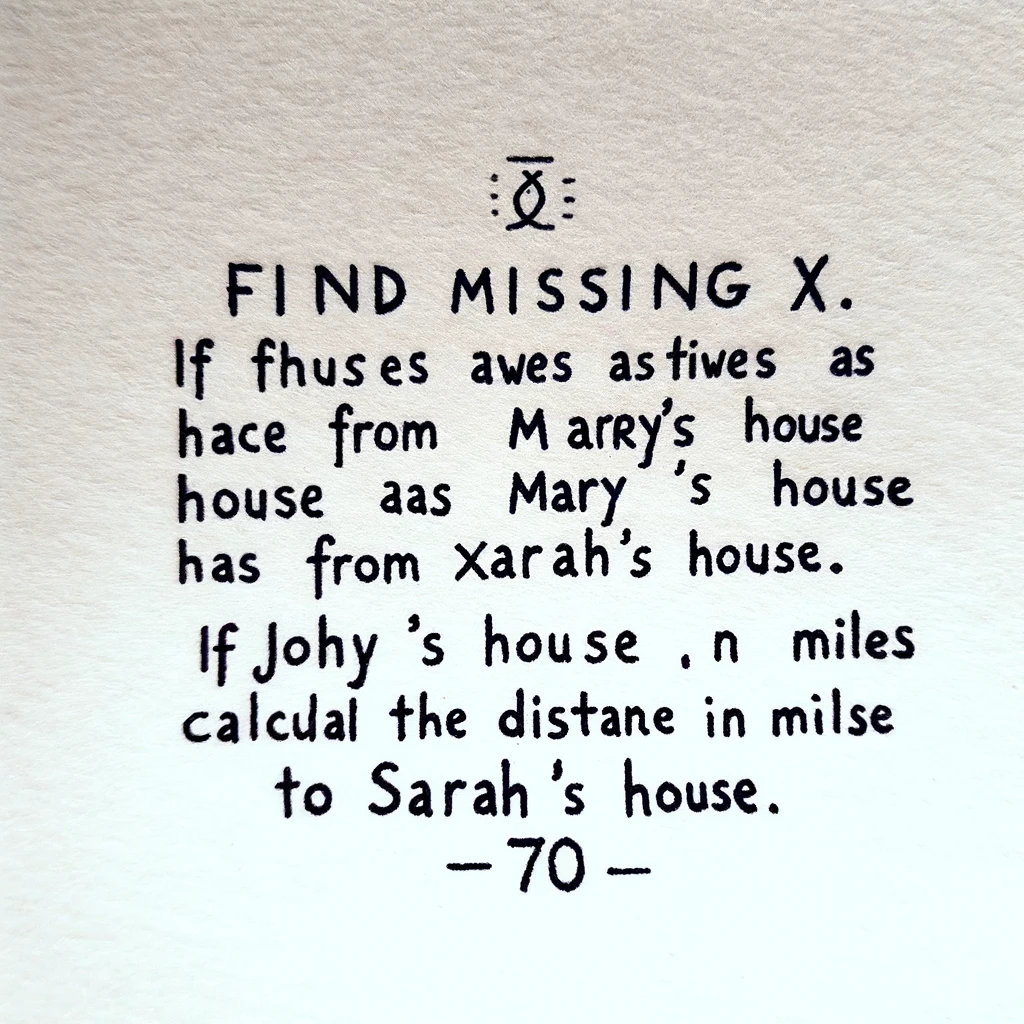 FIND MISSING X.
If fhuses awes astiwes as
hace from Marry's house
house aas Mary 's house
has from xarah's house.
If Johy 's house , n miles
calcdal the distane in milse
to Sarah 's house.
– 70 –